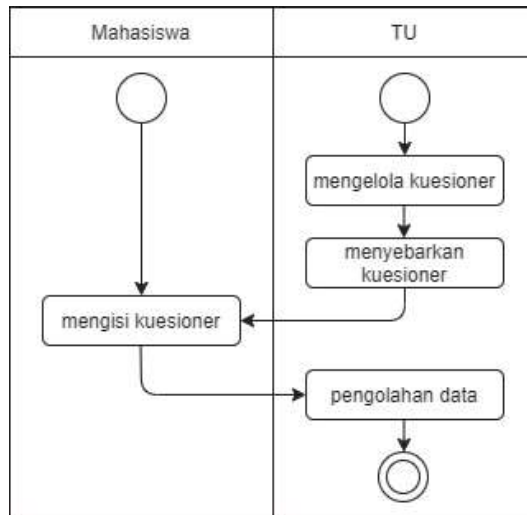 Mahasiswa
TU
mengelola kuesioner
menyebarkan
kuesioner
mengisi kuesioner
pengolahan data